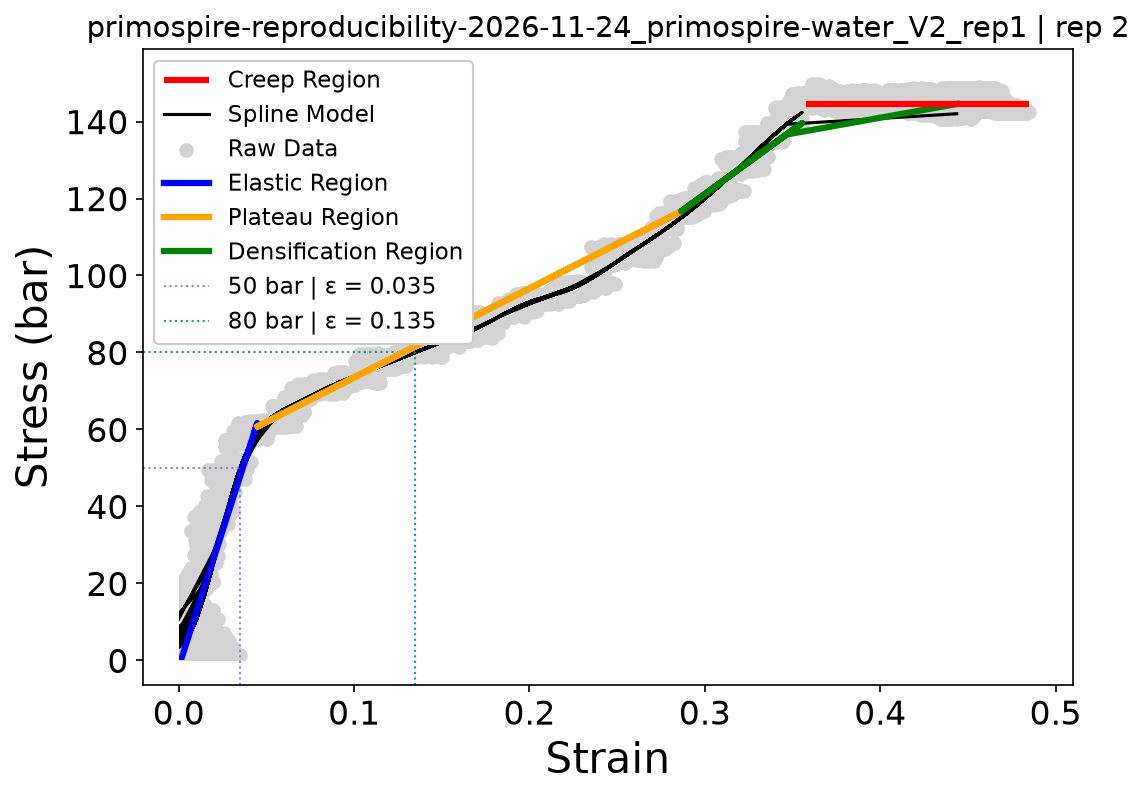 primospire-reproducibility-2026-11-24_primospire-water_V2_rep1 | rep 2
Creep Region
Spline Model
Raw Data
Elastic Region
Plateau Region
Densification Region
50 bar | ε = 0.035
80 bar | ε = 0.135
Stress (bar)
140
120
100
80
60
40
20
0
0.0 0.1 0.2 0.3 0.4 0.5
Strain